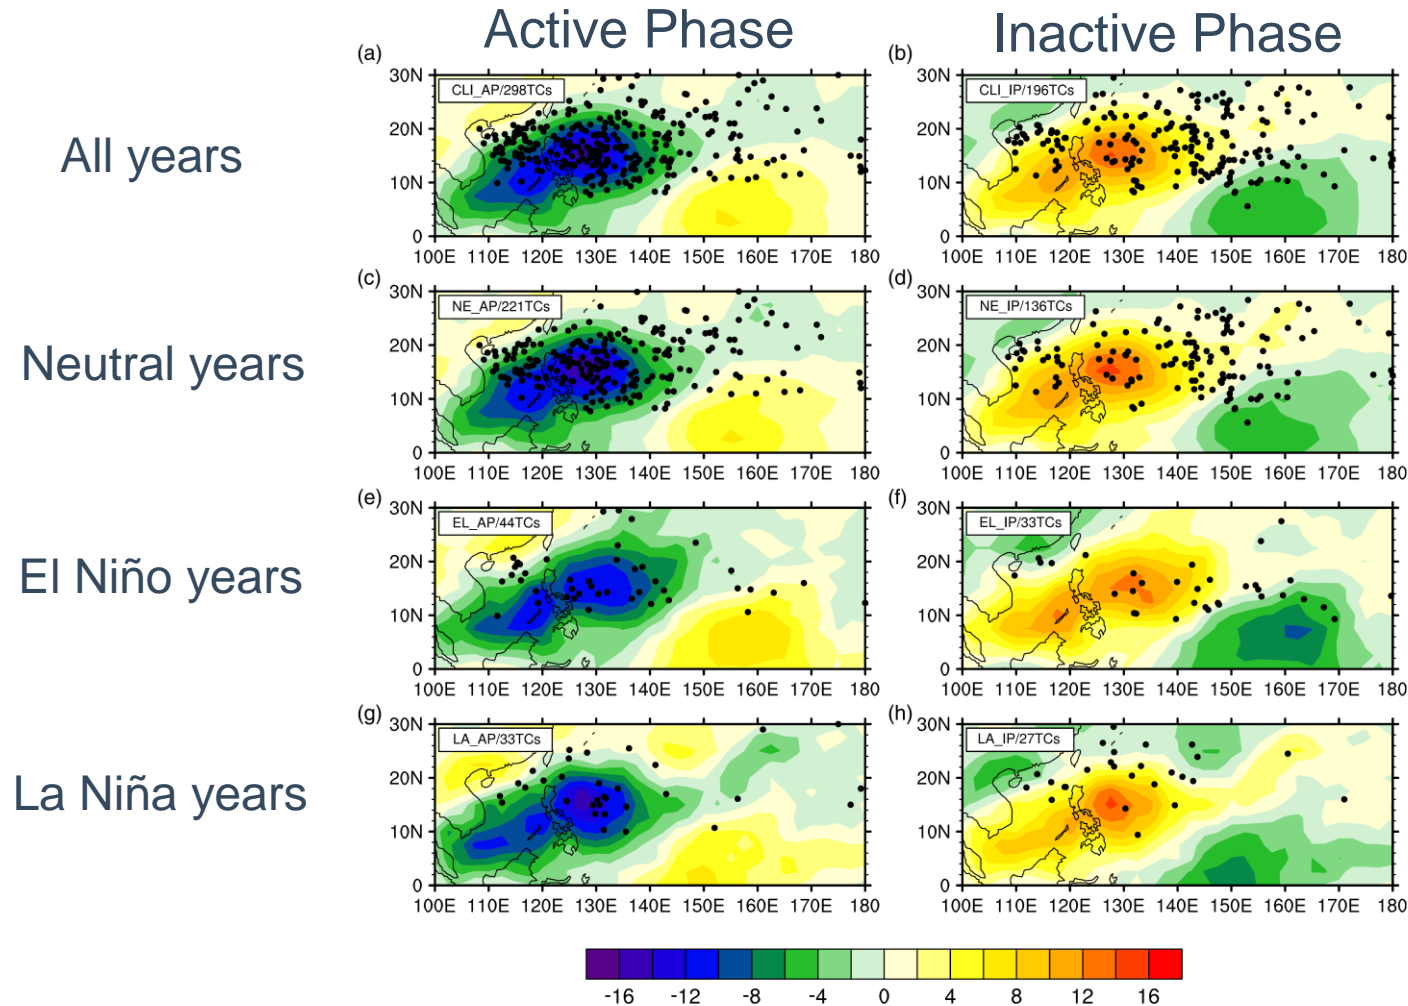 Active Phase
Inactive Phase
(a)
(b)
30N
20N
10N
0
CLI_AP/298TCs
100E 110E 120E 130E 140E 150E 160E 170E 180
30N
20N
10N
0
CLI_IP/196TCs
100E 110E 120E 130E 140E 150E 160E 170E 180
All years
(c)
(d)
30N
20N
10N
0
NE_AP/221TCs
100E 110E 120E 130E 140E 150E 160E 170E 180
30N
20N
10N
0
NE_IP/136TCs
100E 110E 120E 130E 140E 150E 160E 170E 180
Neutral years
(e)
(f)
30N
20N
10N
0
EL_AP/44TCs
100E 110E 120E 130E 140E 150E 160E 170E 180
30N
20N
10N
0
EL_IP/33TCs
100E 110E 120E 130E 140E 150E 160E 170E 180
El Niño years
(g)
(h)
30N
20N
10N
0
LA_AP/33TCs
100E 110E 120E 130E 140E 150E 160E 170E 180
30N
20N
10N
0
LA_IP/27TCs
100E 110E 120E 130E 140E 150E 160E 170E 180
La Niña years
-16 -12 -8 -4 0 4 8 12 16